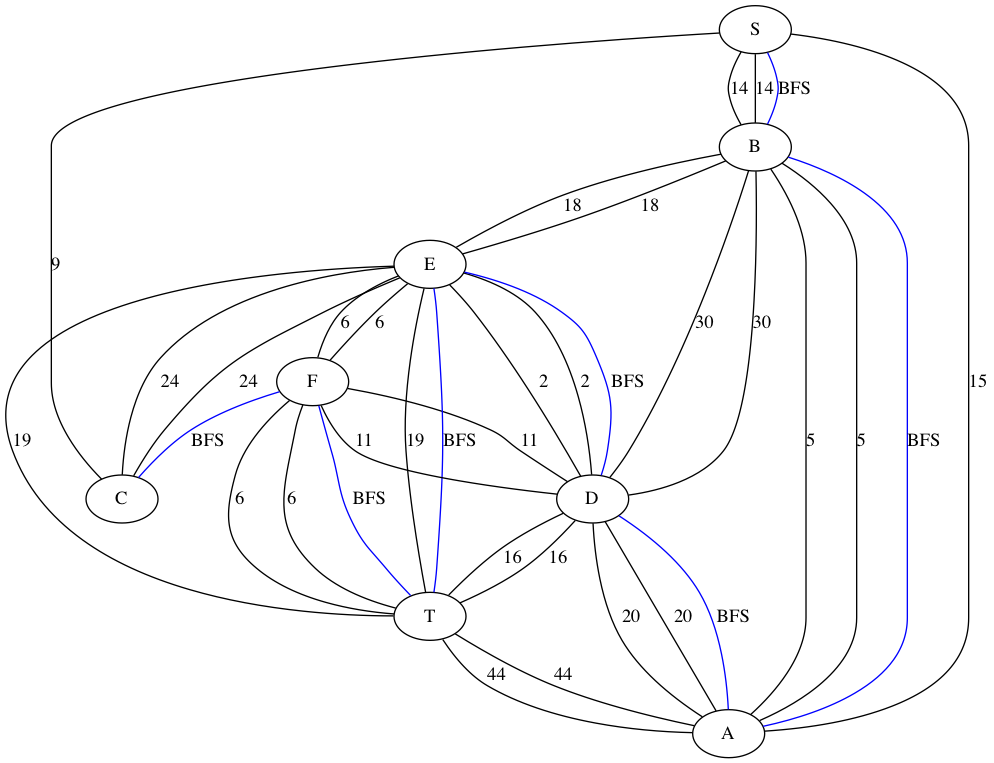 S
14 14 BFS
B
18 18
E
9
6 6 30 30
F
24 24 2 2 BFS 15
19 BFS 11 19 BFS 11 5 5 BFS
C D
6 6 BFS
16 16
T
20 20 BFS
44 44
A